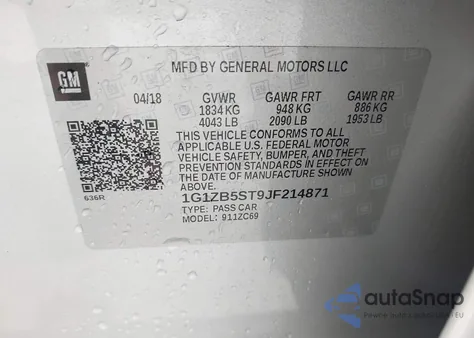 GM
MFD BY GENERAL MOTORS LLC
04/18 GVWR GAWR FRT GAWR RR
1834 KG 948 KG 886 KG
4043 LB 2090 LB 1953 LB
THIS VEHICLE CONFORMS TO ALL
APPLICABLE U.S. FEDERAL MOTOR
VEHICLE SAFETY, BUMPER, AND THEFT
PREVENTION STANDARDS IN EFFECT ON
THE DATE OF MANUFACTURE SHOWN
ABOVE.
636R
1G1ZB5ST9JF214871
TYPE: PASS CAR
MODEL: 911ZC69
autoSnap